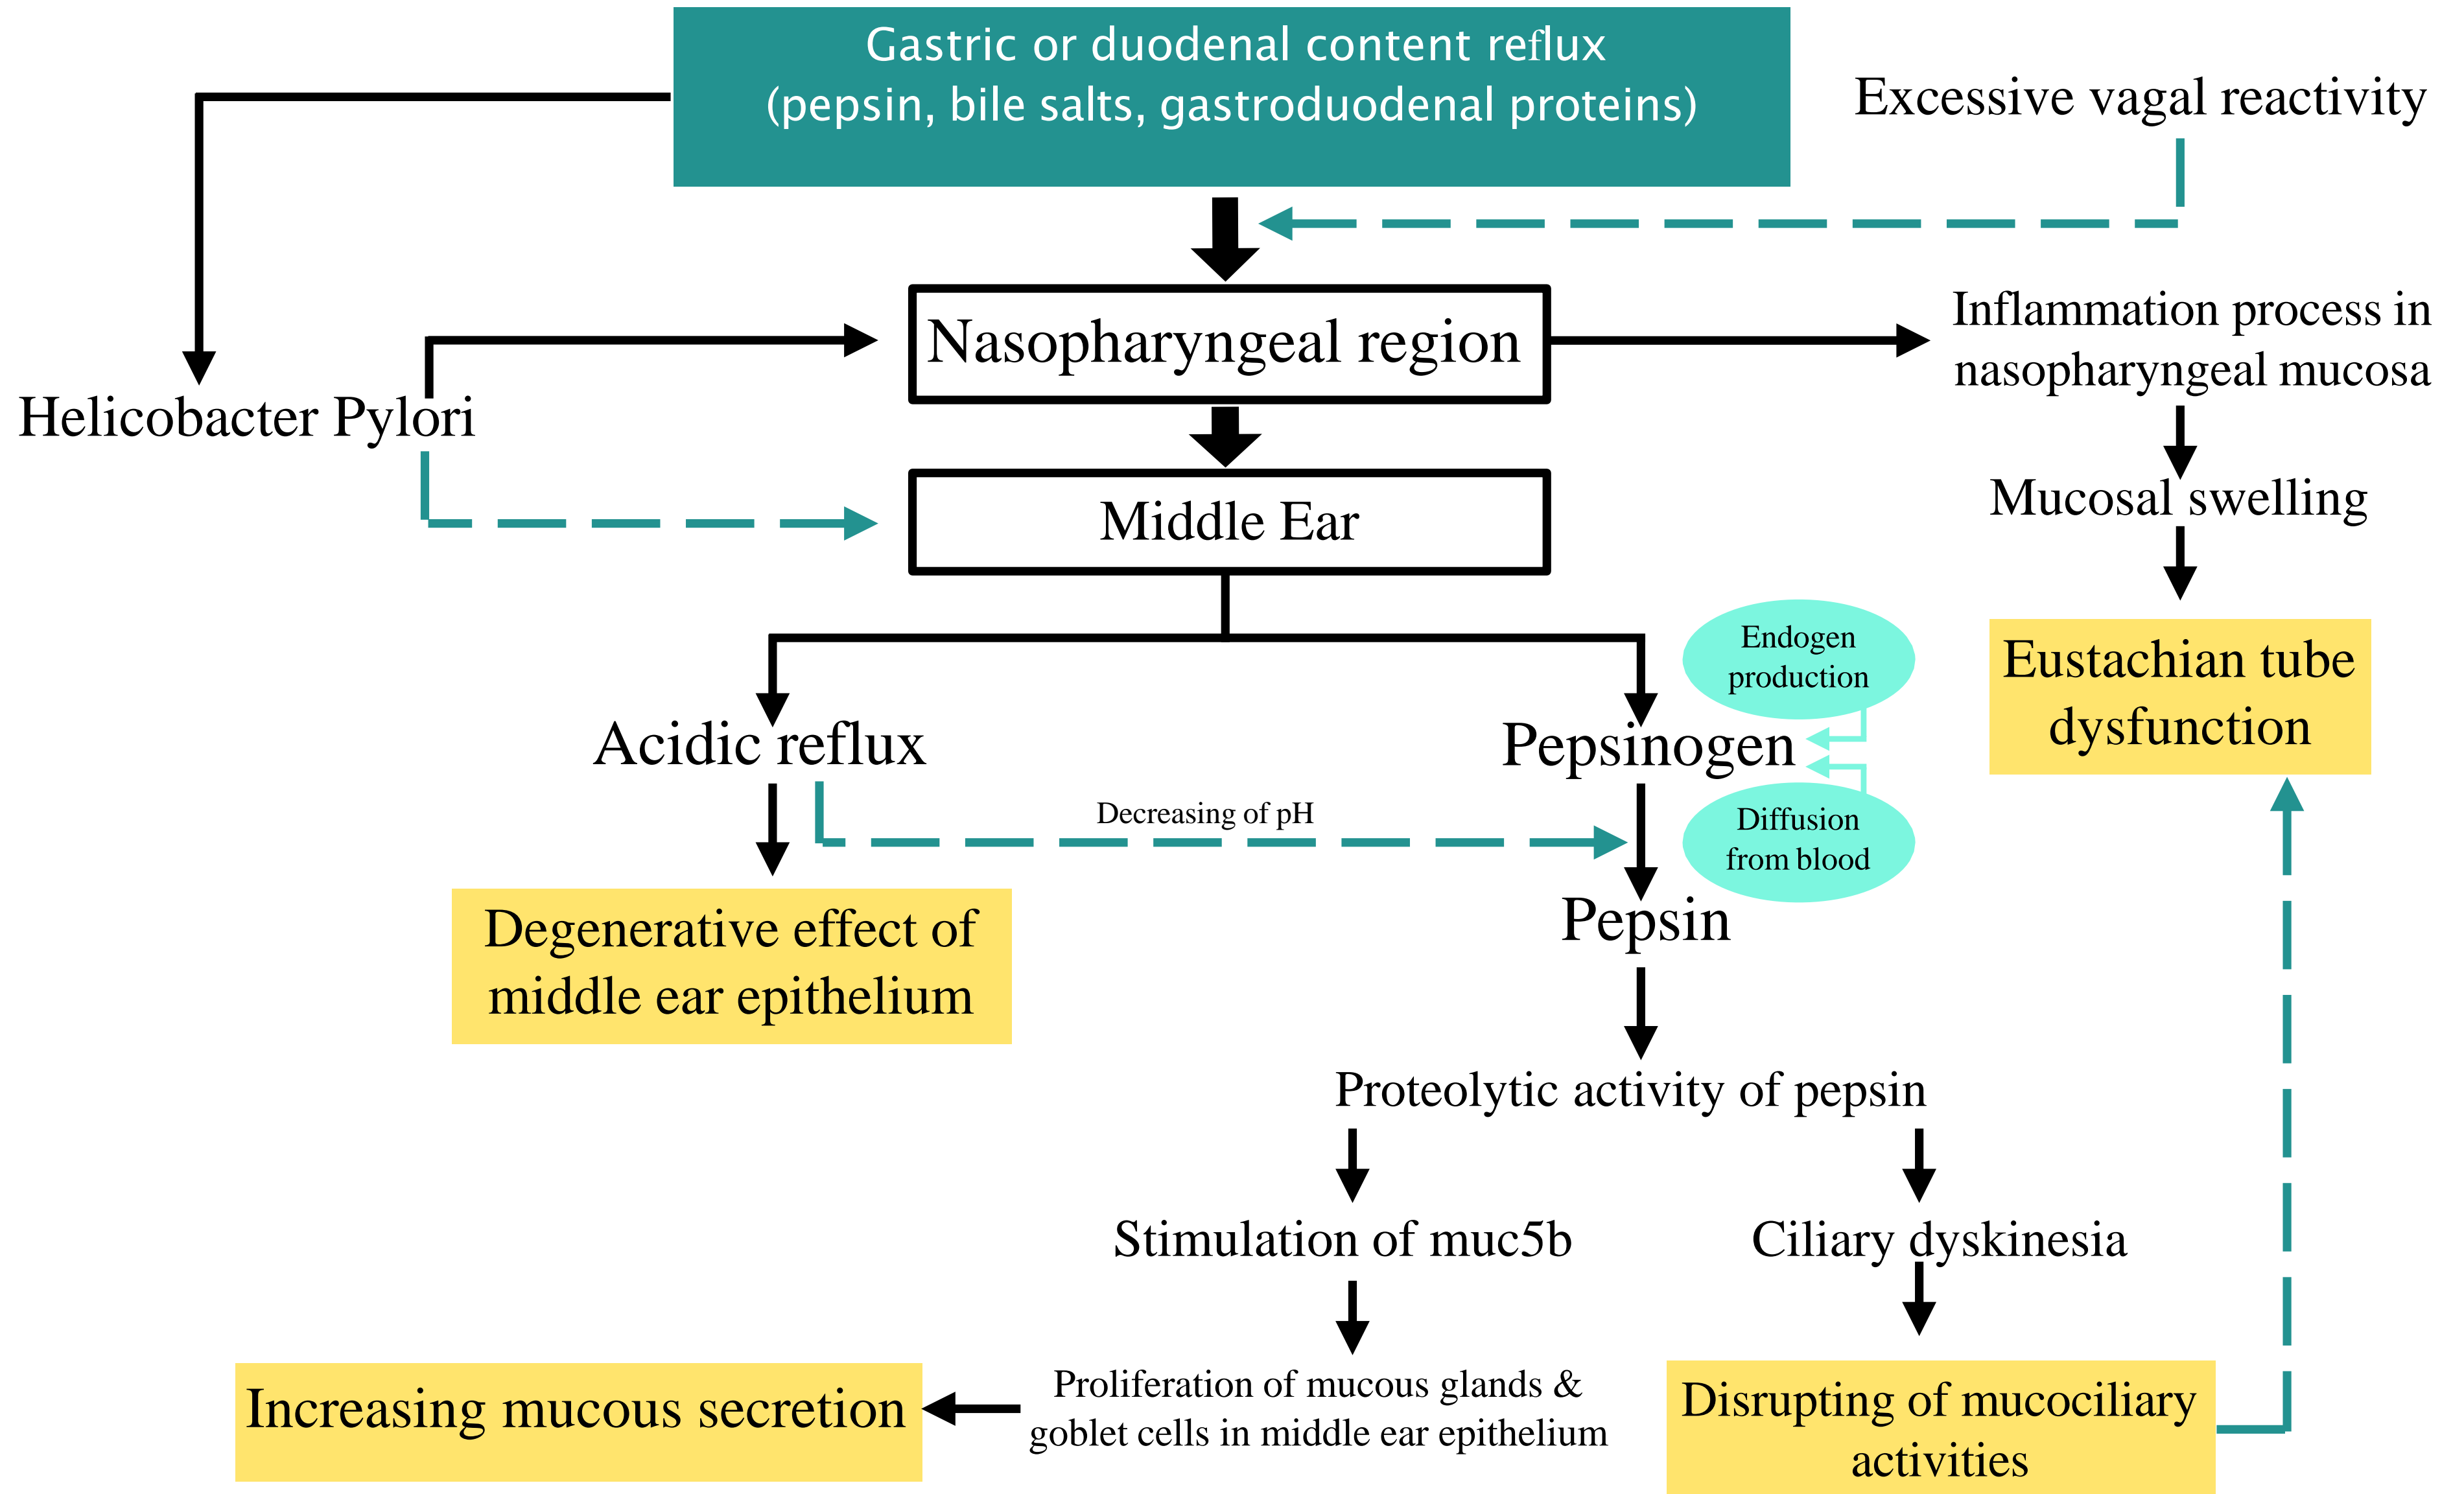 Gastric or duodenal content reflux
(pepsin, bile salts, gastroduodenal proteins)
Excessive vagal reactivity
Nasopharyngeal region
Inflammation process in
nasopharyngeal mucosa
Helicobacter Pylori
Middle Ear
Mucosal swelling
Endogen
production
Eustachian tube
dysfunction
Acidic reflux
Pepsinogen
Decreasing of pH
Diffusion
from blood
Degenerative effect of
middle ear epithelium
Pepsin
Proteolytic activity of pepsin
Stimulation of muc5b
Ciliary dyskinesia
Increasing mucous secretion
Proliferation of mucous glands &
goblet cells in middle ear epithelium
Disrupting of mucociliary
activities